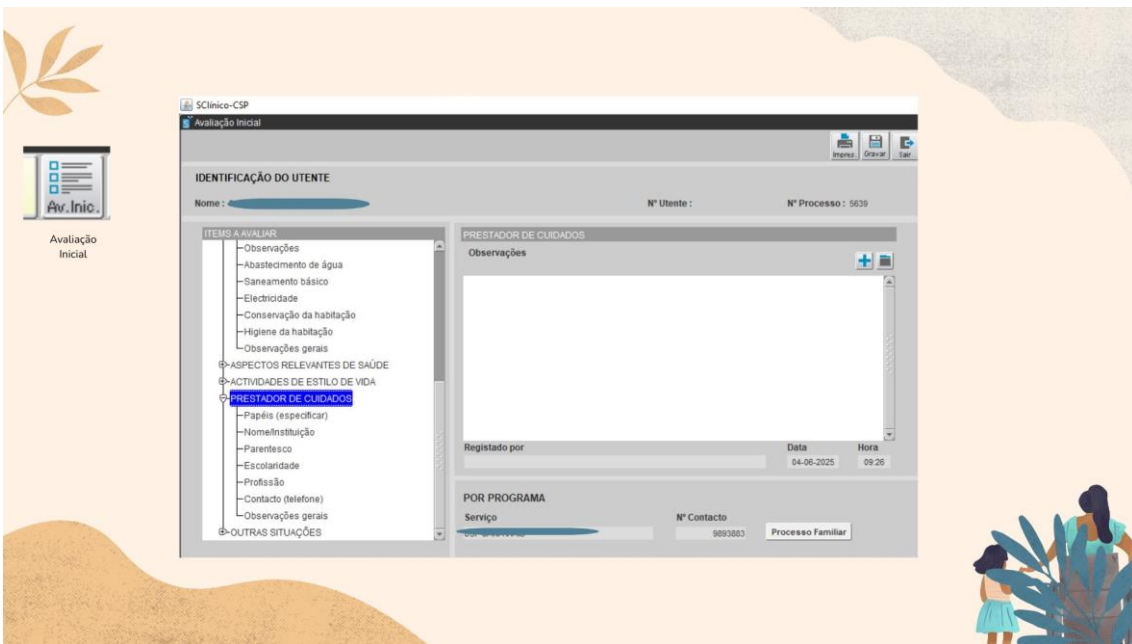 SClínico-CSP
Avaliação Inicial
Imprez. Gravar Sair
IDENTIFICAÇÃO DO UTENTE
Nome :
Nº Utente :
Nº Processo : 5639
Av.Inic.
Avaliação
Inicial
ITEMS A AVALIAR
Observações
Abastecimento de água
Saneamento básico
Electricidade
Conservação da habitação
Higiene da habitação
Observações gerais
ASPECTOS RELEVANTES DE SAÚDE
ACTIVIDADES DE ESTILO DE VIDA
PRESTADOR DE CUIDADOS
Papéis (especificar)
Nome/Instituição
Parentesco
Escolaridade
Profissão
Contacto (telefone)
Observações gerais
OUTRAS SITUAÇÕES
PRESTADOR DE CUIDADOS
Observações
Registado por
Data
Hora
04-06-2025
09:26
POR PROGRAMA
Serviço
Nº Contacto
9893883
Processo Familiar